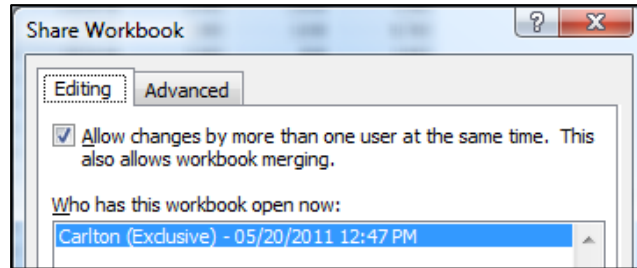 Share Workbook
Editing Advanced
Allow changes by more than one user at the same time. This
also allows workbook merging.
Who has this workbook open now:
Carlton (Exclusive) - 05/20/2011 12:47 PM